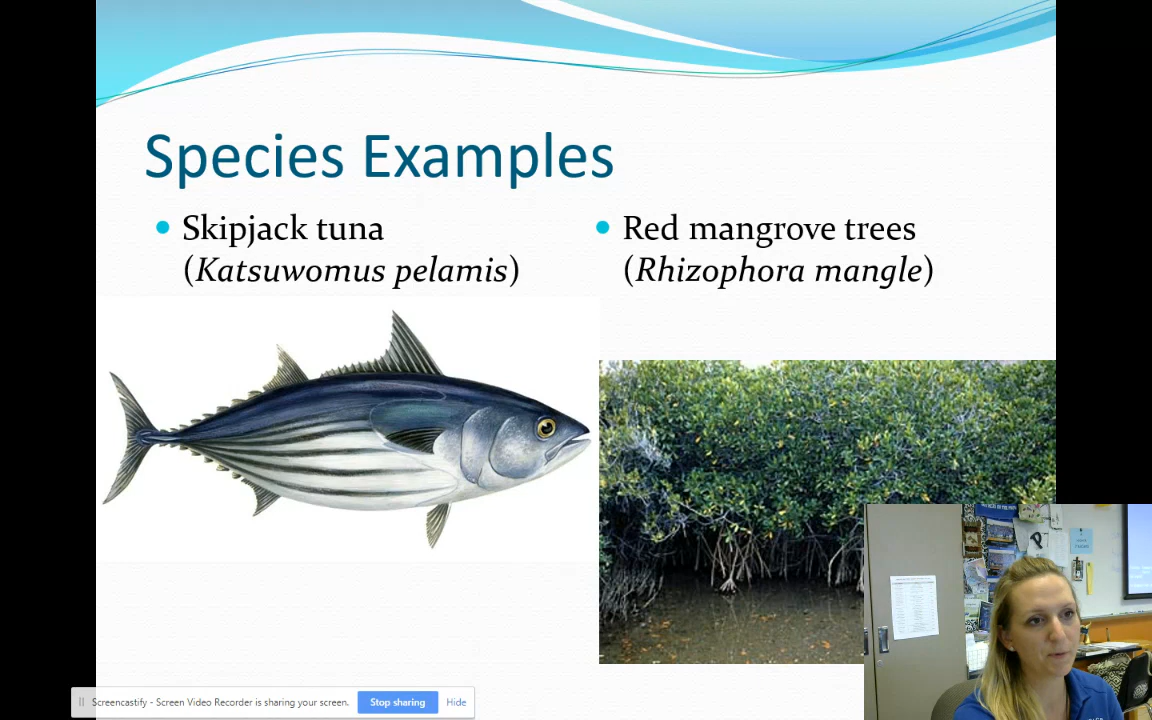 Species Examples
Skipjack tuna
(Katsuwomus pelamis)
Red mangrove trees
(Rhizophora mangle)
Screencastify - Screen Video Recorder is sharing your screen.
Stop sharing
Hide